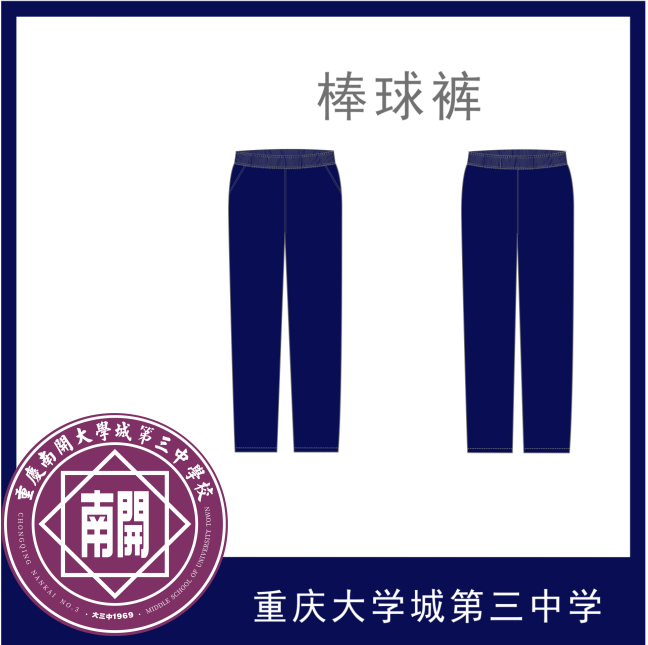 棒球裤
重慶南開大學城第三中學校
南開
CHONGQING NANKAI NO.3 · MIDDLE SCHOOL OF UNIVERSITY TOWN
· 大三中1969 ·
重庆大学城第三中学